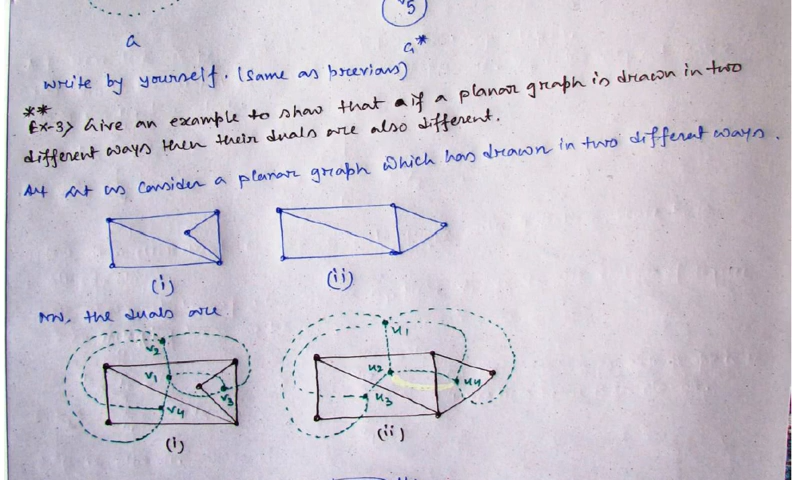 5
G
G*
Write by yourself. (Same as previous)
**
Ex-3> Give an example to show that if a planar graph is drawn in two
different ways then their duals are also different.
A4 Let us consider a planar graph which has drawn in two different ways.
(i)
(ii)
Now, the duals are
v2
v1
v3
v4
(i)
u1
u2
u3
u4
(ii)